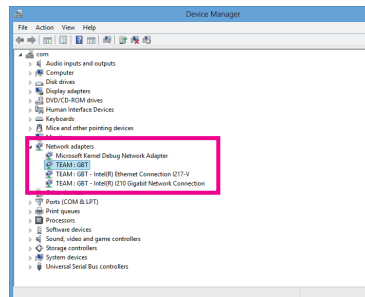 Device Manager
File Action View Help
com
Audio inputs and outputs
Computer
Disk drives
Display adapters
DVD/CD-ROM drives
Human Interface Devices
Keyboards
Mice and other pointing devices
Network adapters
Microsoft Kernel Debug Network Adapter
TEAM : GBT
TEAM : GBT - Intel(R) Ethernet Connection I217-V
TEAM : GBT - Intel(R) I210 Gigabit Network Connection
Ports (COM & LPT)
Print queues
Processors
Software devices
Sound, video and game controllers
Storage controllers
System devices
Universal Serial Bus controllers